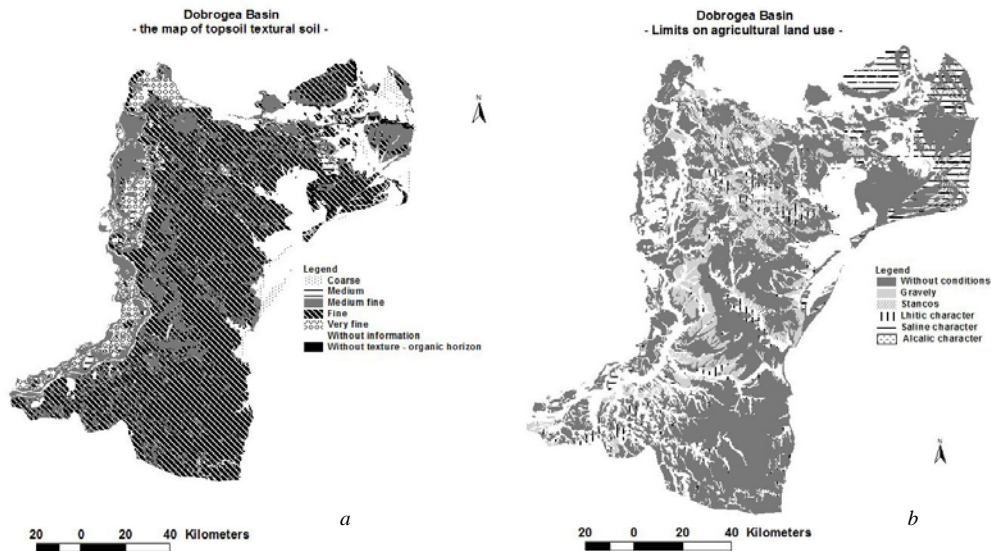 Dobrogea Basin
- the map of topsoil textural soil -
N
Legend
Coarse
Medium
Medium fine
Fine
Very fine
Without information
Without texture - organic horizon
20 0 20 40 Kilometers
a
Dobrogea Basin
- Limits on agricultural land use -
Legend
Without conditions
Gravely
Stancos
Lhitic character
Saline character
Alcalic character
N
20 0 20 40 Kilometers
b